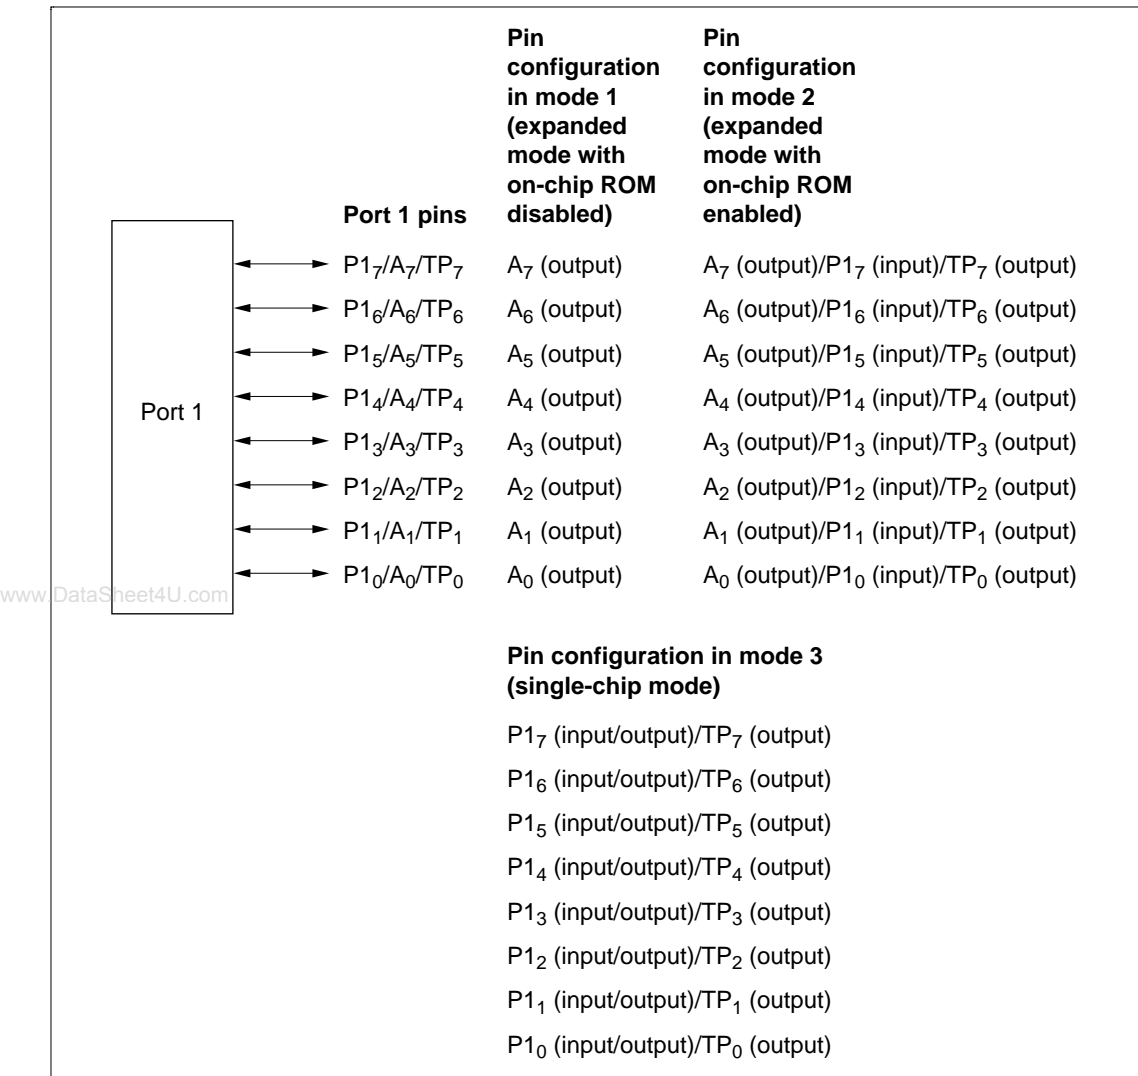 Pin
configuration
in mode 1
(expanded
mode with
on-chip ROM
disabled)
Pin
configuration
in mode 2
(expanded
mode with
on-chip ROM
enabled)
Port 1 pins
Port 1
P1₇/A₇/TP₇ A₇ (output) A₇ (output)/P1₇ (input)/TP₇ (output)
P1₆/A₆/TP₆ A₆ (output) A₆ (output)/P1₆ (input)/TP₆ (output)
P1₅/A₅/TP₅ A₅ (output) A₅ (output)/P1₅ (input)/TP₅ (output)
P1₄/A₄/TP₄ A₄ (output) A₄ (output)/P1₄ (input)/TP₄ (output)
P1₃/A₃/TP₃ A₃ (output) A₃ (output)/P1₃ (input)/TP₃ (output)
P1₂/A₂/TP₂ A₂ (output) A₂ (output)/P1₂ (input)/TP₂ (output)
P1₁/A₁/TP₁ A₁ (output) A₁ (output)/P1₁ (input)/TP₁ (output)
P1₀/A₀/TP₀ A₀ (output) A₀ (output)/P1₀ (input)/TP₀ (output)
www.DataSheet4U.com
Pin configuration in mode 3
(single-chip mode)
P1₇ (input/output)/TP₇ (output)
P1₆ (input/output)/TP₆ (output)
P1₅ (input/output)/TP₅ (output)
P1₄ (input/output)/TP₄ (output)
P1₃ (input/output)/TP₃ (output)
P1₂ (input/output)/TP₂ (output)
P1₁ (input/output)/TP₁ (output)
P1₀ (input/output)/TP₀ (output)